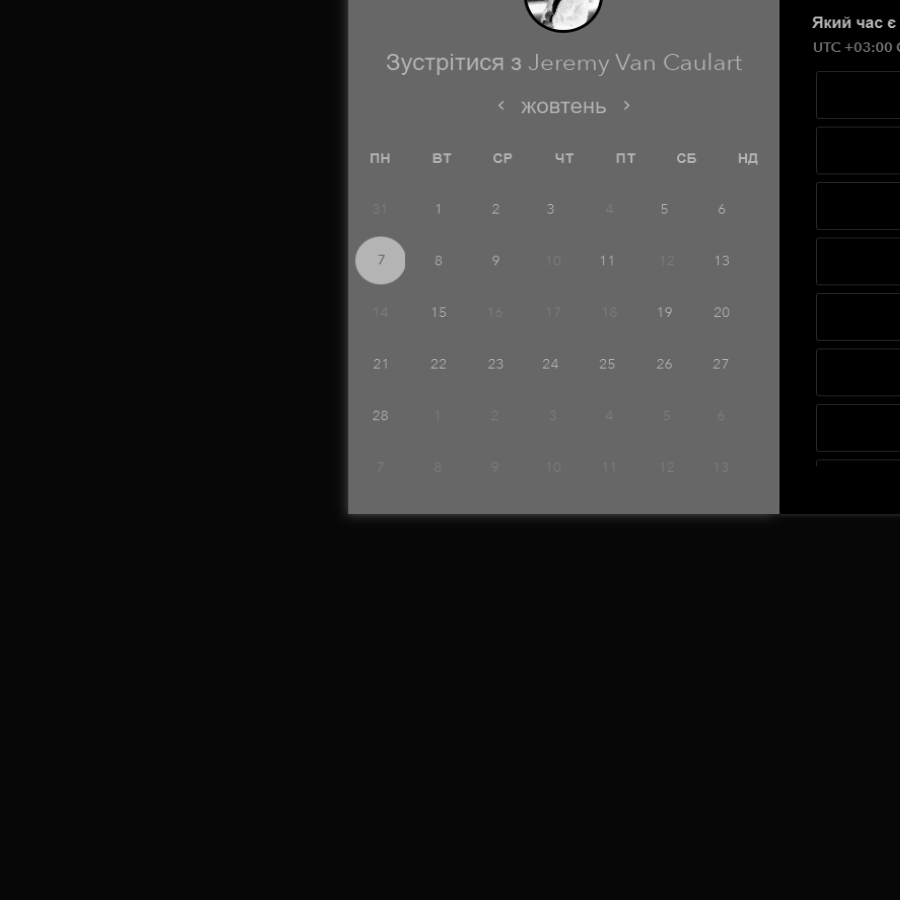 Зустрітися з Jeremy Van Caulart
‹ жовтень ›
ПН ВТ СР ЧТ ПТ СБ НД
31 1 2 3 4 5 6
7 8 9 10 11 12 13
14 15 16 17 18 19 20
21 22 23 24 25 26 27
28 1 2 3 4 5 6
7 8 9 10 11 12 13
Який час є
UTC +03:00